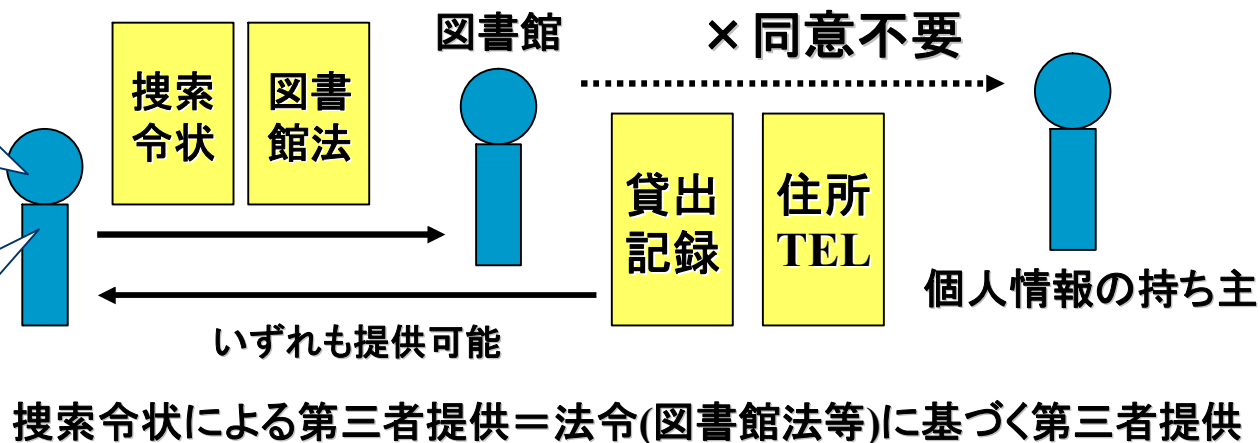 図書館
×同意不要
捜索
令状
図書
館法
貸出
記録
住所
TEL
個人情報の持ち主
いずれも提供可能
捜索令状による第三者提供＝法令(図書館法等)に基づく第三者提供